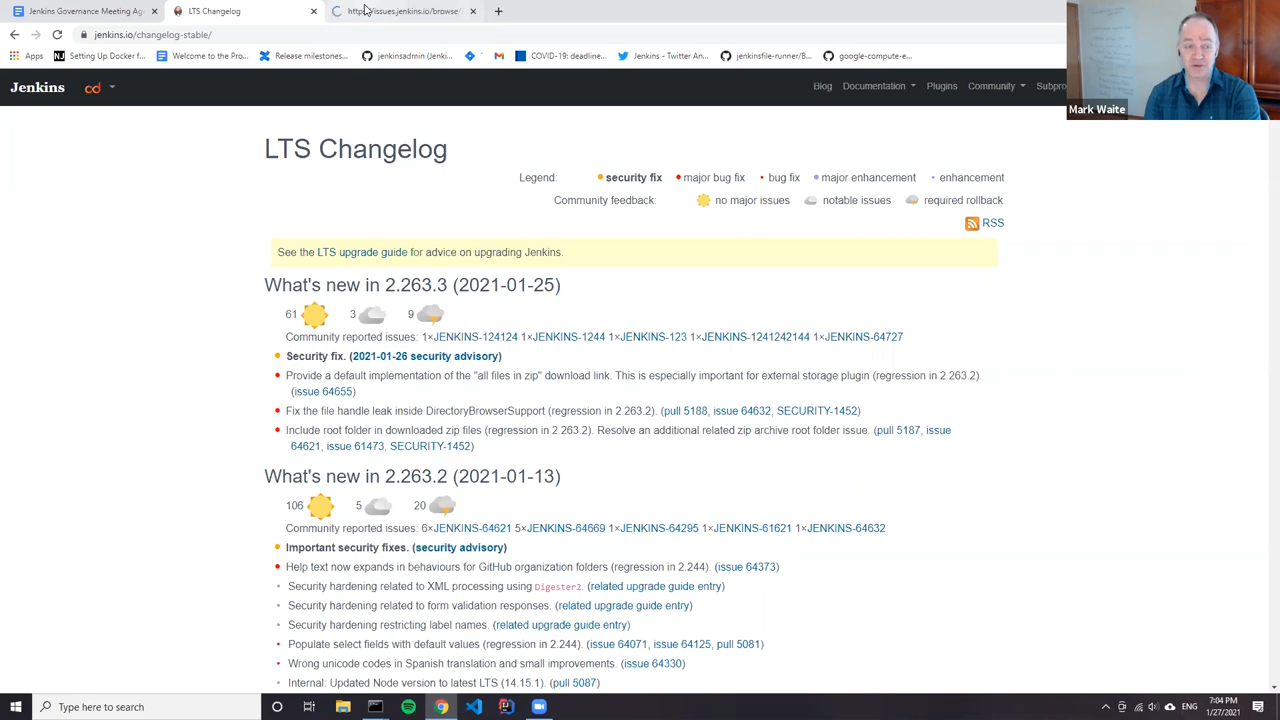 Jenkins Governance Meeting Ag
LTS Changelog
https://issues.jenkins.io/browse/
jenkins.io/changelog-stable/
Apps
Setting Up Docker f...
Welcome to the Pro...
Release milestones...
jenkinsadmin (Jenki...
COVID-19: deadline...
Jenkins - Twitter An...
jenkinsfile-runner/B...
google-compute-e...
Jenkins cd
Blog Documentation Plugins Community Subpro
Mark Waite
LTS Changelog
Legend: security fix major bug fix bug fix major enhancement enhancement
Community feedback: no major issues notable issues required rollback
RSS
See the LTS upgrade guide for advice on upgrading Jenkins.
What's new in 2.263.3 (2021-01-25)
61 3 9
Community reported issues: 1×JENKINS-124124 1×JENKINS-1244 1×JENKINS-123 1×JENKINS-1241242144 1×JENKINS-64727
Security fix. (2021-01-26 security advisory)
Provide a default implementation of the "all files in zip" download link. This is especially important for external storage plugin (regression in 2.263.2).
(issue 64655)
Fix the file handle leak inside DirectoryBrowserSupport (regression in 2.263.2). (pull 5188, issue 64632, SECURITY-1452)
Include root folder in downloaded zip files (regression in 2.263.2). Resolve an additional related zip archive root folder issue. (pull 5187, issue
64621, issue 61473, SECURITY-1452)
What's new in 2.263.2 (2021-01-13)
106 5 20
Community reported issues: 6×JENKINS-64621 5×JENKINS-64669 1×JENKINS-64295 1×JENKINS-61621 1×JENKINS-64632
Important security fixes. (security advisory)
Help text now expands in behaviours for GitHub organization folders (regression in 2.244). (issue 64373)
Security hardening related to XML processing using Digester2. (related upgrade guide entry)
Security hardening related to form validation responses. (related upgrade guide entry)
Security hardening restricting label names. (related upgrade guide entry)
Populate select fields with default values (regression in 2.244). (issue 64071, issue 64125, pull 5081)
Wrong unicode codes in Spanish translation and small improvements. (issue 64330)
Internal: Updated Node version to latest LTS (14.15.1). (pull 5087)
Type here to search
ENG
7:04 PM
1/27/2021